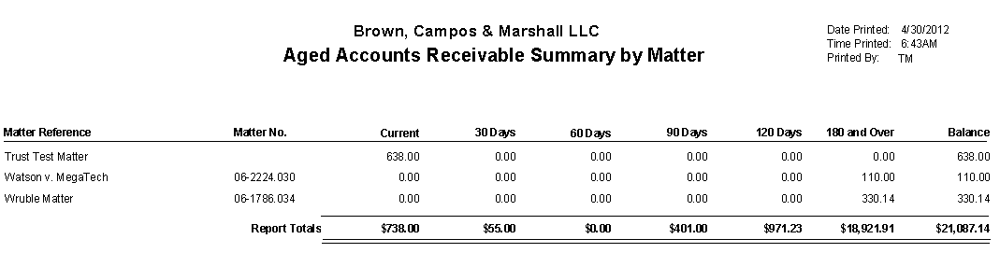 Brown, Campos & Marshall LLC
Aged Accounts Receivable Summary by Matter
Date Printed: 4/30/2012
Time Printed: 6:43AM
Printed By: TM
Matter Reference Matter No. Current 30 Days 60 Days 90 Days 120 Days 180 and Over Balance
Trust Test Matter 638.00 0.00 0.00 0.00 0.00 0.00 638.00
Watson v. MegaTech 06-2224.030 0.00 0.00 0.00 0.00 0.00 110.00 110.00
Wruble Matter 06-1786.034 0.00 0.00 0.00 0.00 0.00 330.14 330.14
Report Totals $738.00 $55.00 $0.00 $401.00 $971.23 $18,921.91 $21,087.14